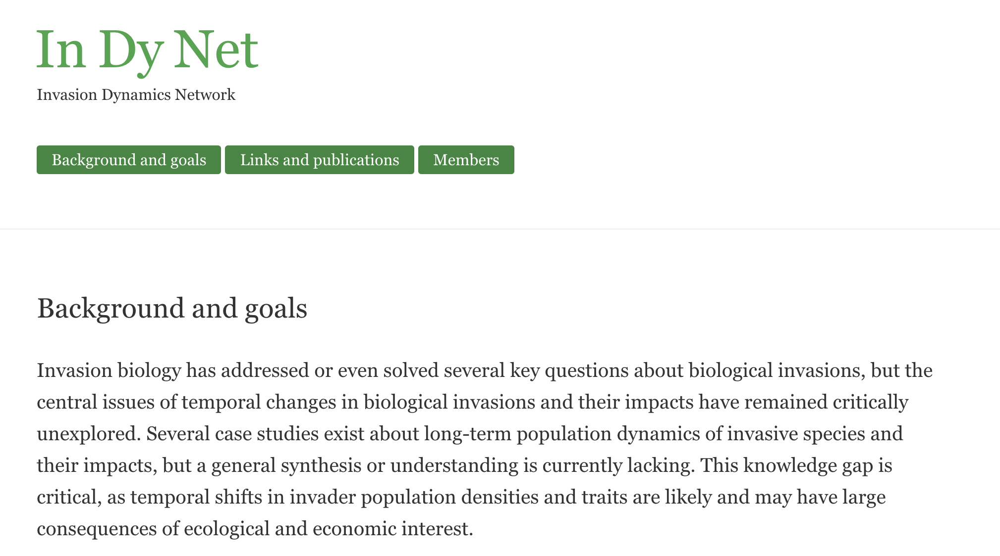 In Dy Net
Invasion Dynamics Network
Background and goals Links and publications Members
Background and goals
Invasion biology has addressed or even solved several key questions about biological invasions, but the
central issues of temporal changes in biological invasions and their impacts have remained critically
unexplored. Several case studies exist about long-term population dynamics of invasive species and
their impacts, but a general synthesis or understanding is currently lacking. This knowledge gap is
critical, as temporal shifts in invader population densities and traits are likely and may have large
consequences of ecological and economic interest.